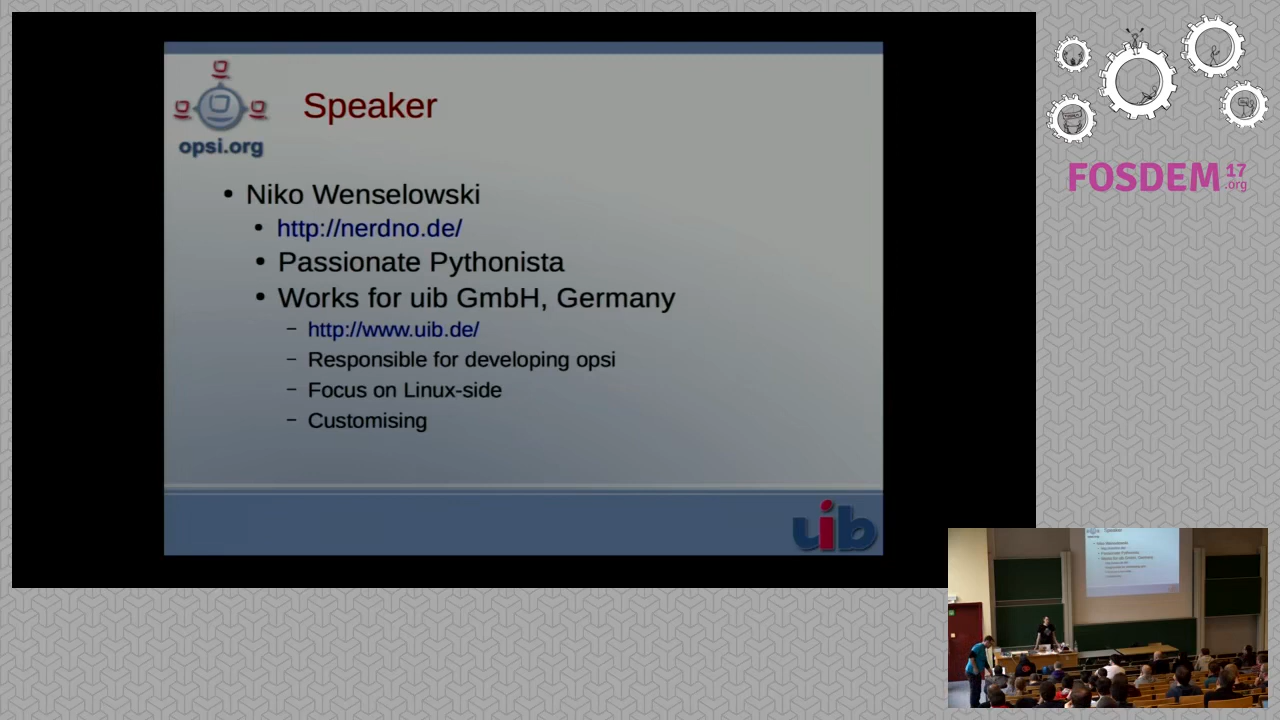 opsi.org
Speaker
Niko Wenselowski
http://nerdno.de/
Passionate Pythonista
Works for uib GmbH, Germany
http://www.uib.de/
Responsible for developing opsi
Focus on Linux-side
Customising
uib
FOSDEM 17
.org